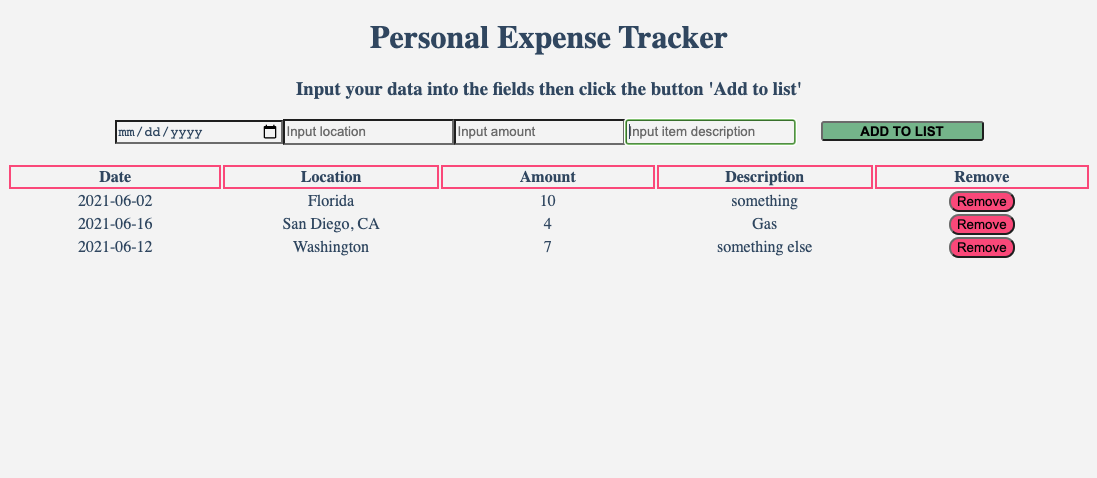 Personal Expense Tracker
Input your data into the fields then click the button 'Add to list'
mm/dd/yyyy Input location Input amount Input item description ADD TO LIST
Date Location Amount Description Remove
2021-06-02 Florida 10 something Remove
2021-06-16 San Diego, CA 4 Gas Remove
2021-06-12 Washington 7 something else Remove